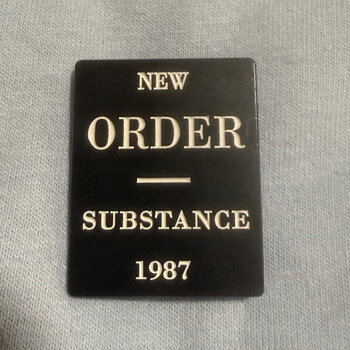 NEW
ORDER
SUBSTANCE
1987